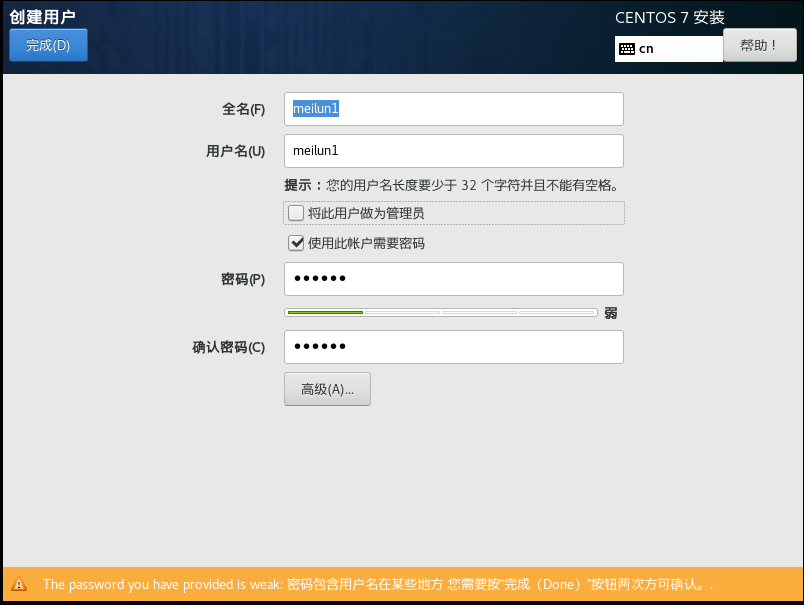 创建用户
CENTOS 7 安装
完成(D)
cn
帮助！
全名(F)
meilun1
用户名(U)
meilun1
提示：您的用户名长度要少于 32 个字符并且不能有空格。
将此用户做为管理员
使用此帐户需要密码
密码(P)
••••••
弱
确认密码(C)
••••••
高级(A)...
The password you have provided is weak: 密码包含用户名在某些地方 您需要按"完成（Done）"按钮两次方可确认。.